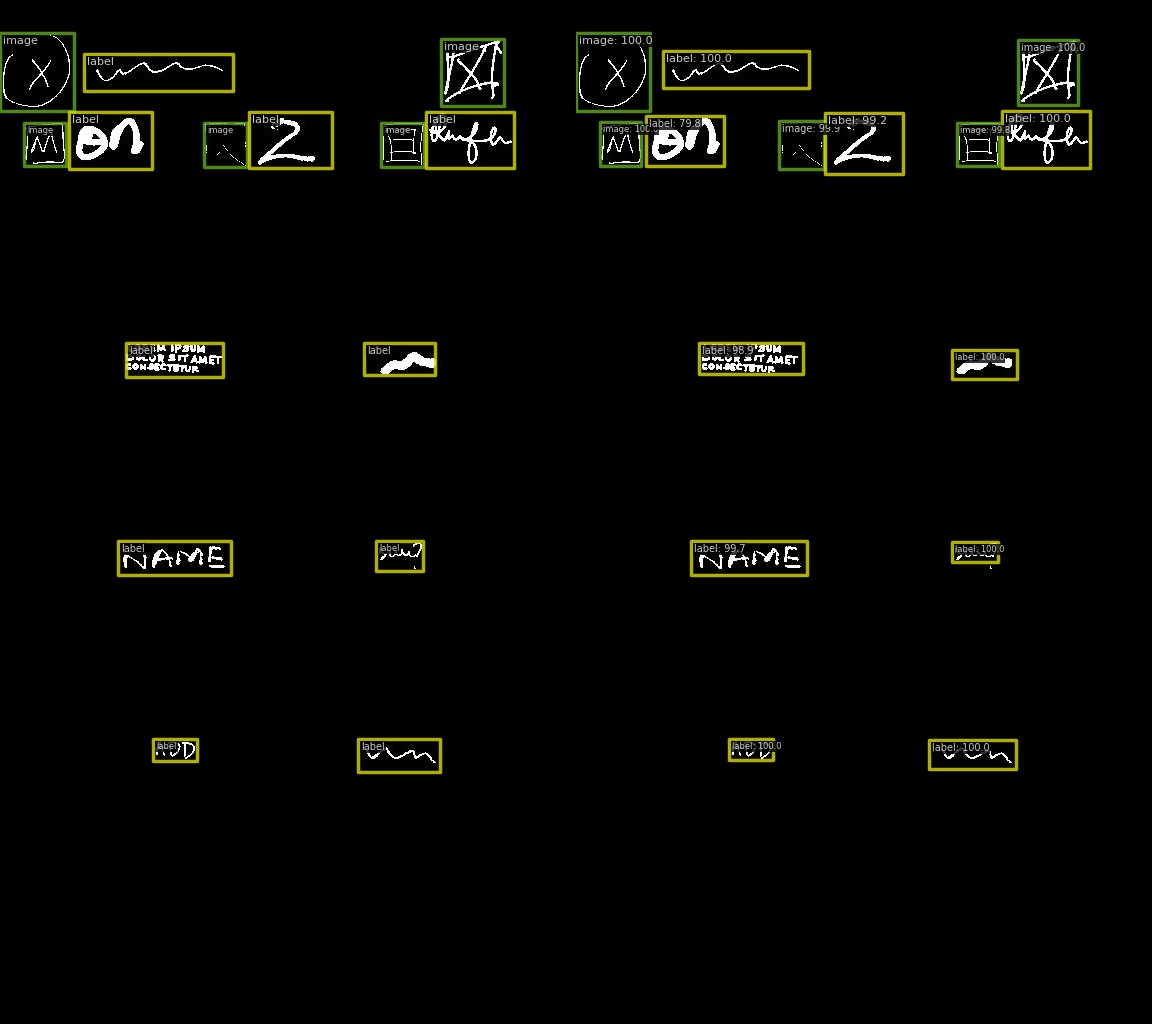 image label image image: 100.0 label: 100.0 image: 100.0
X X
image label image label image label image: 100.0 label: 79.8 image: 99.9 label: 99.2 image: 99.8 label: 100.0
M 2 M 2
label label label: 98.9 label: 100.0
IPSUM
DOLOR SIT AMET DOLOR SIT AMET
CONSECTETUR CONSECTETUR
label label label: 99.7 label: 100.0
NAME NAME
label label label: 100.0 label: 100.0